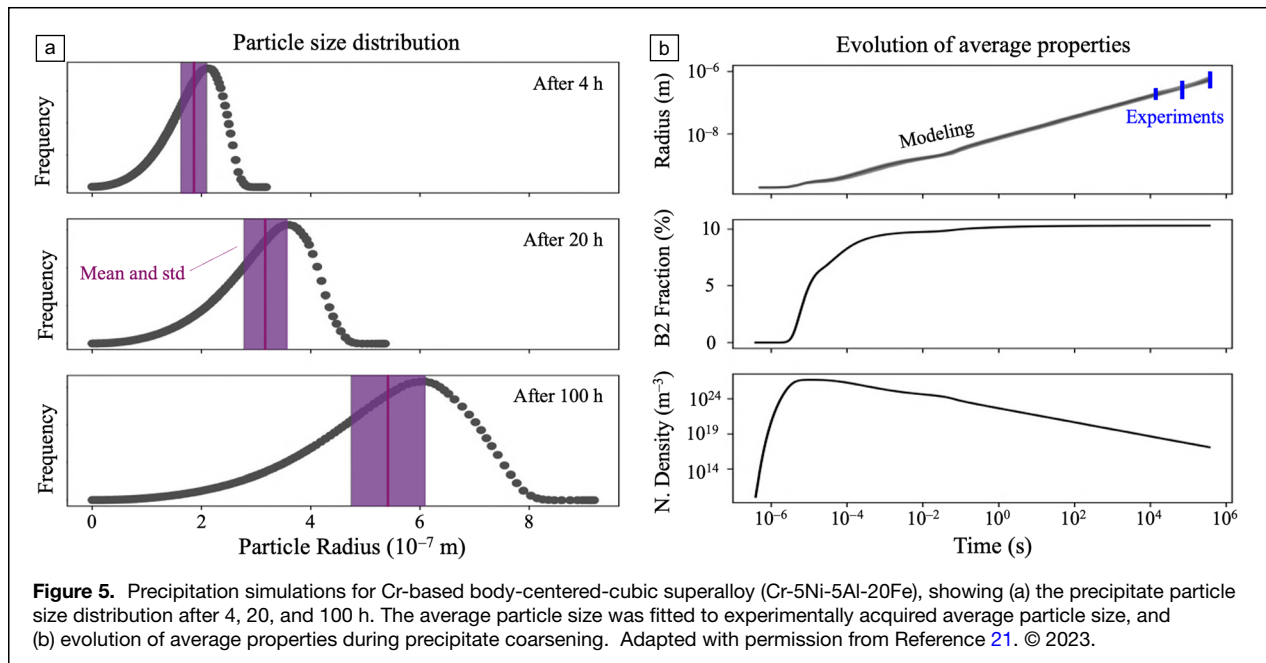 a
Particle size distribution
After 4 h
Frequency
After 20 h
Mean and std
Frequency
After 100 h
Frequency
0 2 4 6 8
Particle Radius (10⁻⁷ m)
b
Evolution of average properties
Radius (m)
10⁻⁶
10⁻⁸
Modeling
Experiments
B2 Fraction (%)
10
5
0
N. Density (m⁻³)
10²⁴
10¹⁹
10¹⁴
10⁻⁶ 10⁻⁴ 10⁻² 10⁰ 10² 10⁴ 10⁶
Time (s)
Figure 5. Precipitation simulations for Cr-based body-centered-cubic superalloy (Cr-5Ni-5Al-20Fe), showing (a) the precipitate particle
size distribution after 4, 20, and 100 h. The average particle size was fitted to experimentally acquired average particle size, and
(b) evolution of average properties during precipitate coarsening. Adapted with permission from Reference 21. © 2023.